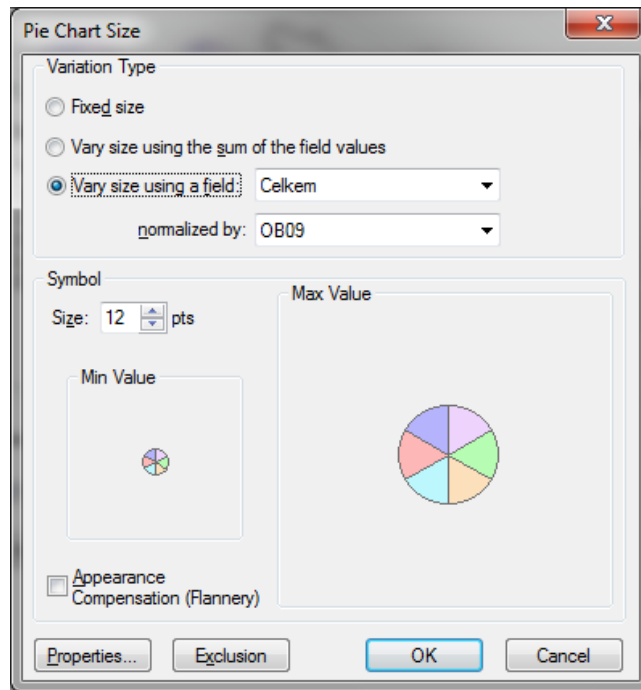 Pie Chart Size
Variation Type
Fixed size
Vary size using the sum of the field values
Vary size using a field: Celkem
normalized by: OB09
Symbol
Size: 12 pts
Max Value
Min Value
Appearance
Compensation (Flannery)
Properties... Exclusion OK Cancel